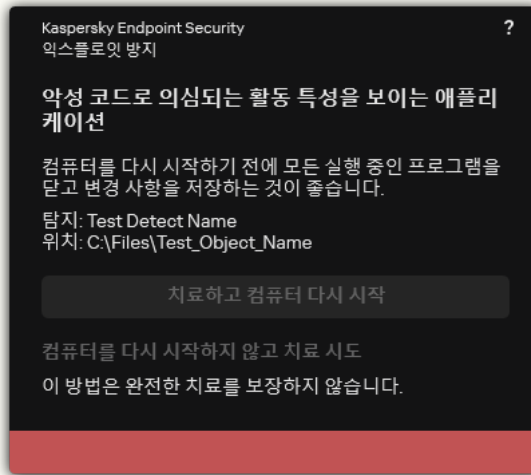 Kaspersky Endpoint Security
?
익스플로잇 방지
악성 코드로 의심되는 활동 특성을 보이는 애플리
케이션
컴퓨터를 다시 시작하기 전에 모든 실행 중인 프로그램을
닫고 변경 사항을 저장하는 것이 좋습니다.
탐지: Test Detect Name
위치: C:\Files\Test_Object_Name
치료하고 컴퓨터 다시 시작
컴퓨터를 다시 시작하지 않고 치료 시도
이 방법은 완전한 치료를 보장하지 않습니다.